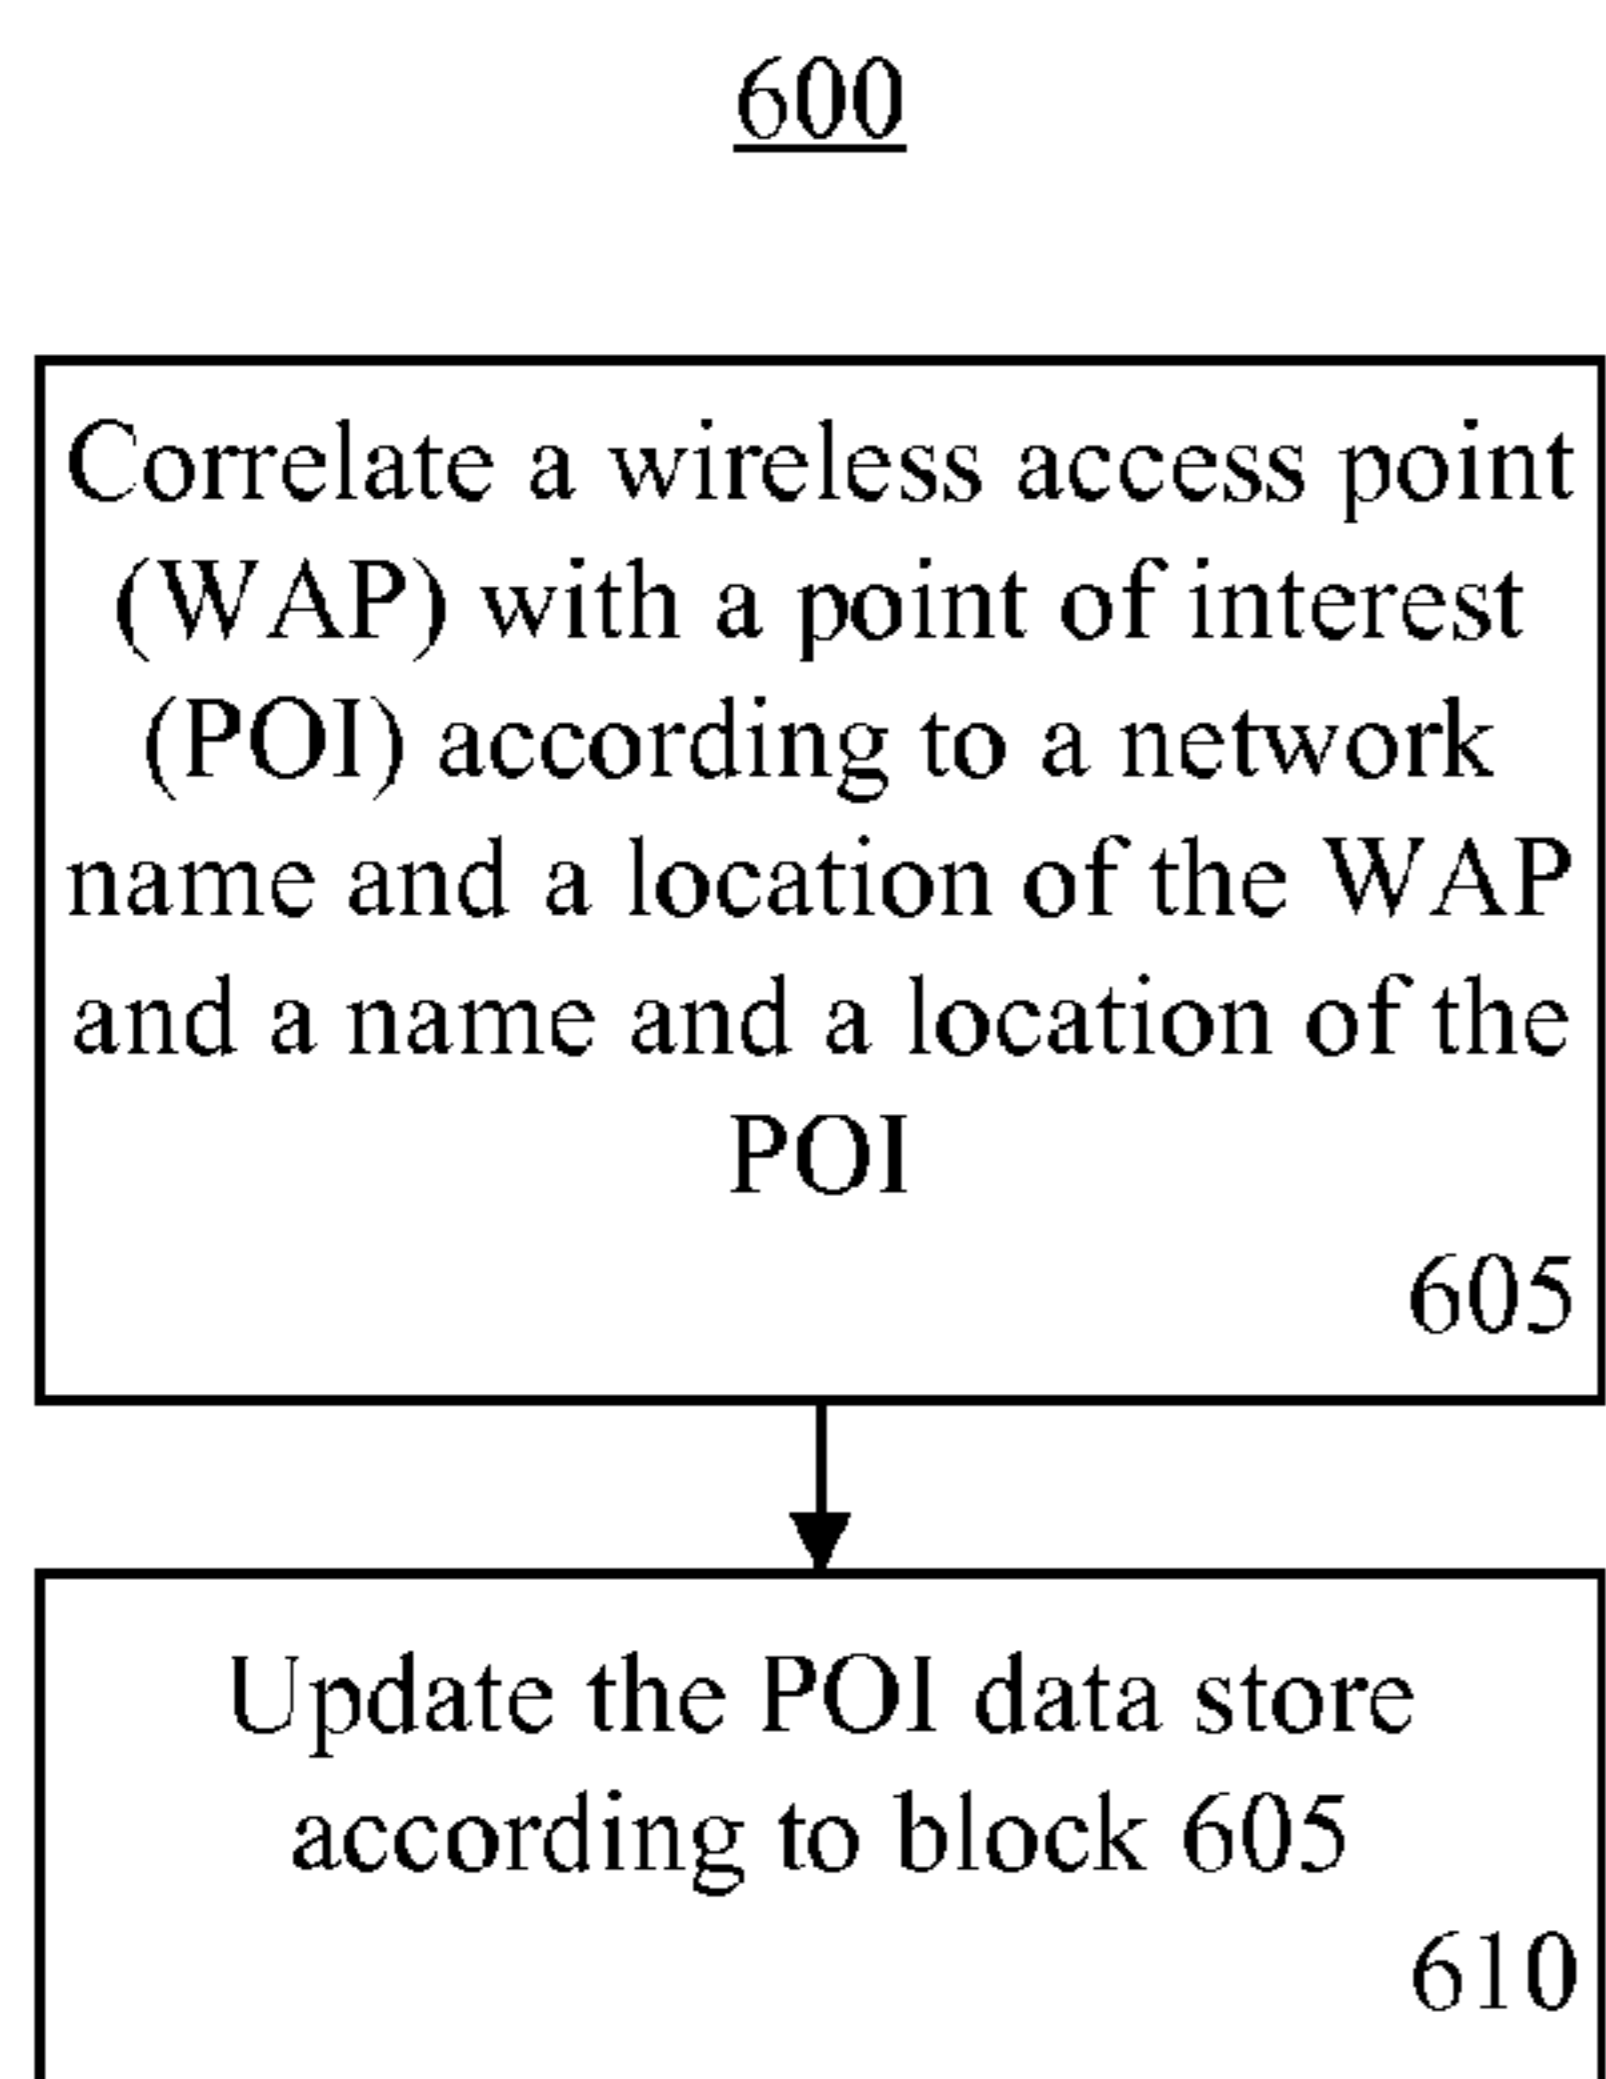 600
Correlate a wireless access point
(WAP) with a point of interest
(POI) according to a network
name and a location of the WAP
and a name and a location of the
POI
605
Update the POI data store
according to block 605
610